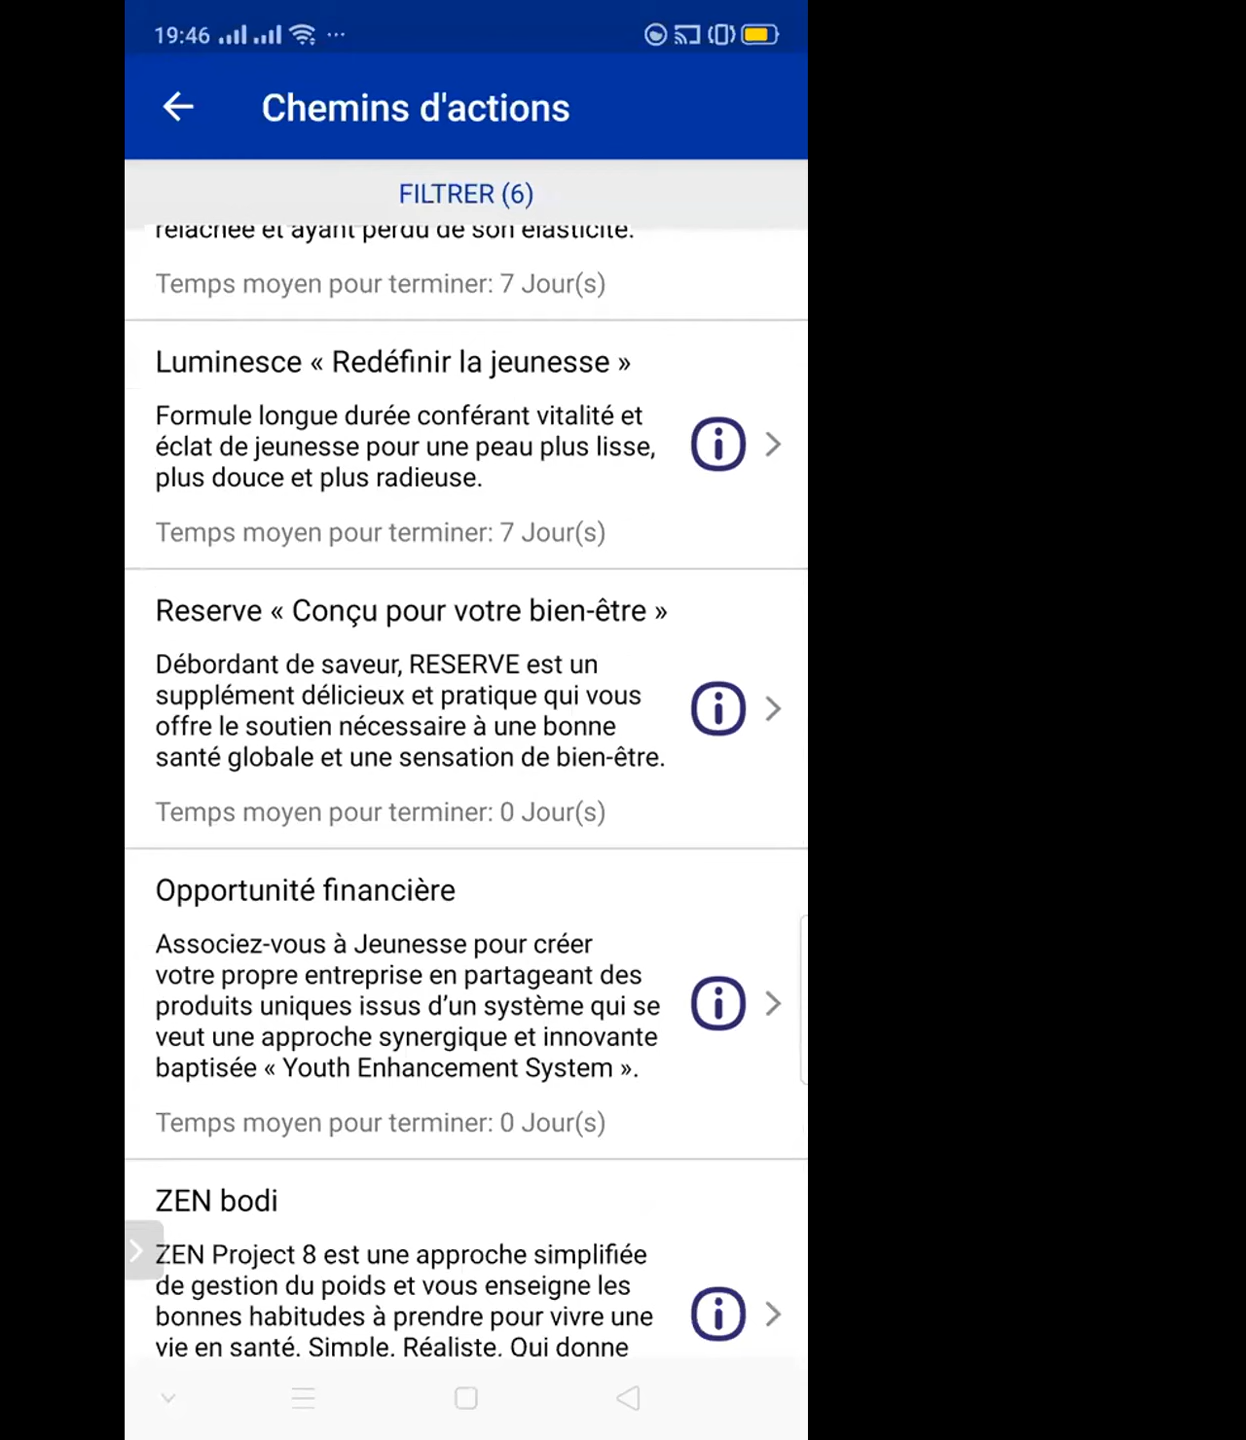 19:46
Chemins d'actions
FILTRER (6)
relâchée et ayant perdu de son élasticité.
Temps moyen pour terminer: 7 Jour(s)
Luminesce « Redéfinir la jeunesse »
Formule longue durée conférant vitalité et
éclat de jeunesse pour une peau plus lisse,
plus douce et plus radieuse.
Temps moyen pour terminer: 7 Jour(s)
Reserve « Conçu pour votre bien-être »
Débordant de saveur, RESERVE est un
supplément délicieux et pratique qui vous
offre le soutien nécessaire à une bonne
santé globale et une sensation de bien-être.
Temps moyen pour terminer: 0 Jour(s)
Opportunité financière
Associez-vous à Jeunesse pour créer
votre propre entreprise en partageant des
produits uniques issus d’un système qui se
veut une approche synergique et innovante
baptisée « Youth Enhancement System ».
Temps moyen pour terminer: 0 Jour(s)
ZEN bodi
ZEN Project 8 est une approche simplifiée
de gestion du poids et vous enseigne les
bonnes habitudes à prendre pour vivre une
vie en santé. Simple. Réaliste. Qui donne